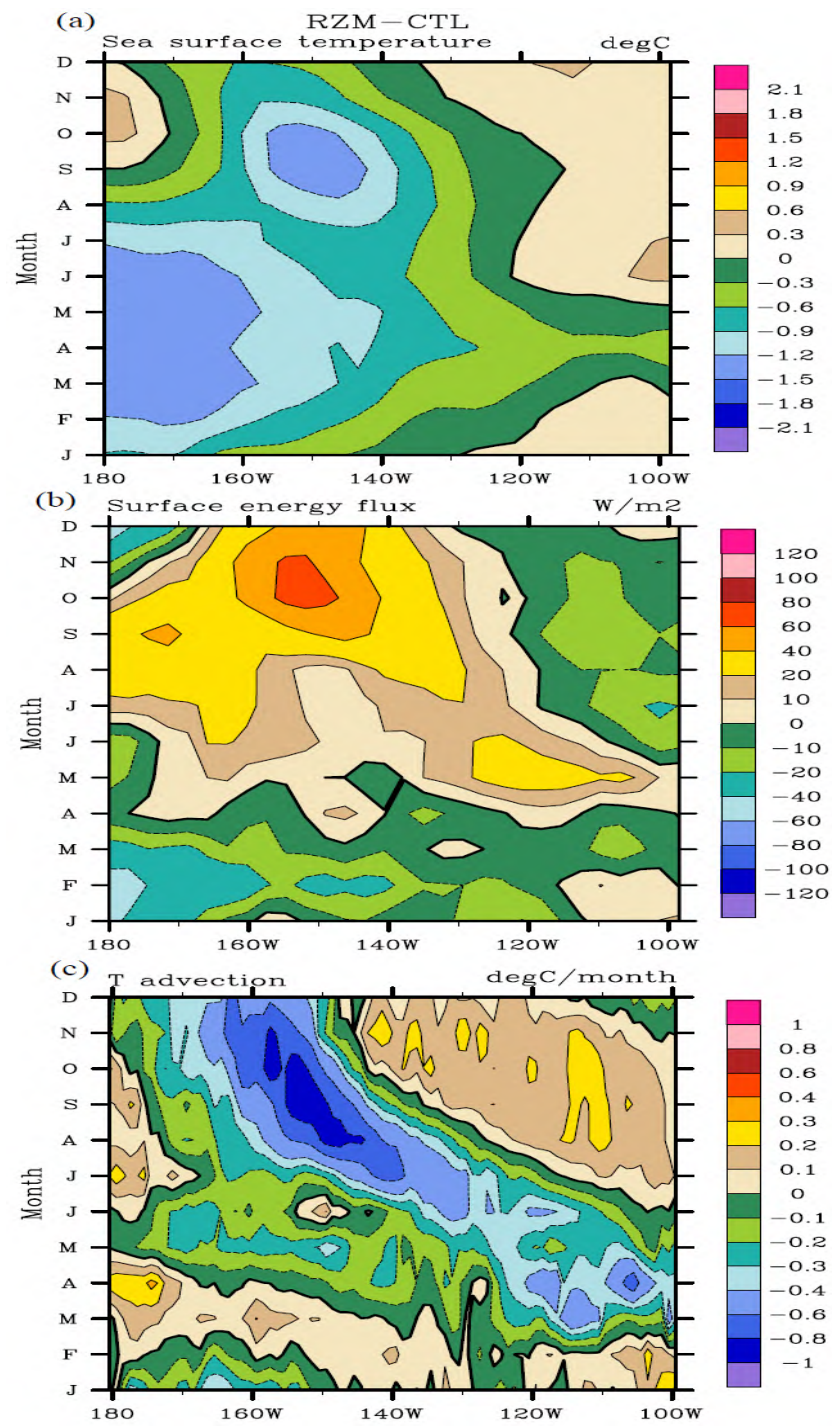 (a) RZM−CTL
Sea surface temperature degC
D
N
O
S
A
J
J
M
A
M
F
J
Month
180 160W 140W 120W 100W
2.1
1.8
1.5
1.2
0.9
0.6
0.3
0
−0.3
−0.6
−0.9
−1.2
−1.5
−1.8
−2.1
(b) Surface energy flux W/m2
D
N
O
S
A
J
J
M
A
M
F
J
Month
180 160W 140W 120W 100W
120
100
80
60
40
20
10
0
−10
−20
−40
−60
−80
−100
−120
(c) T advection degC/month
D
N
O
S
A
J
J
M
A
M
F
J
Month
180 160W 140W 120W 100W
1
0.8
0.6
0.4
0.3
0.2
0.1
0
−0.1
−0.2
−0.3
−0.4
−0.6
−0.8
−1